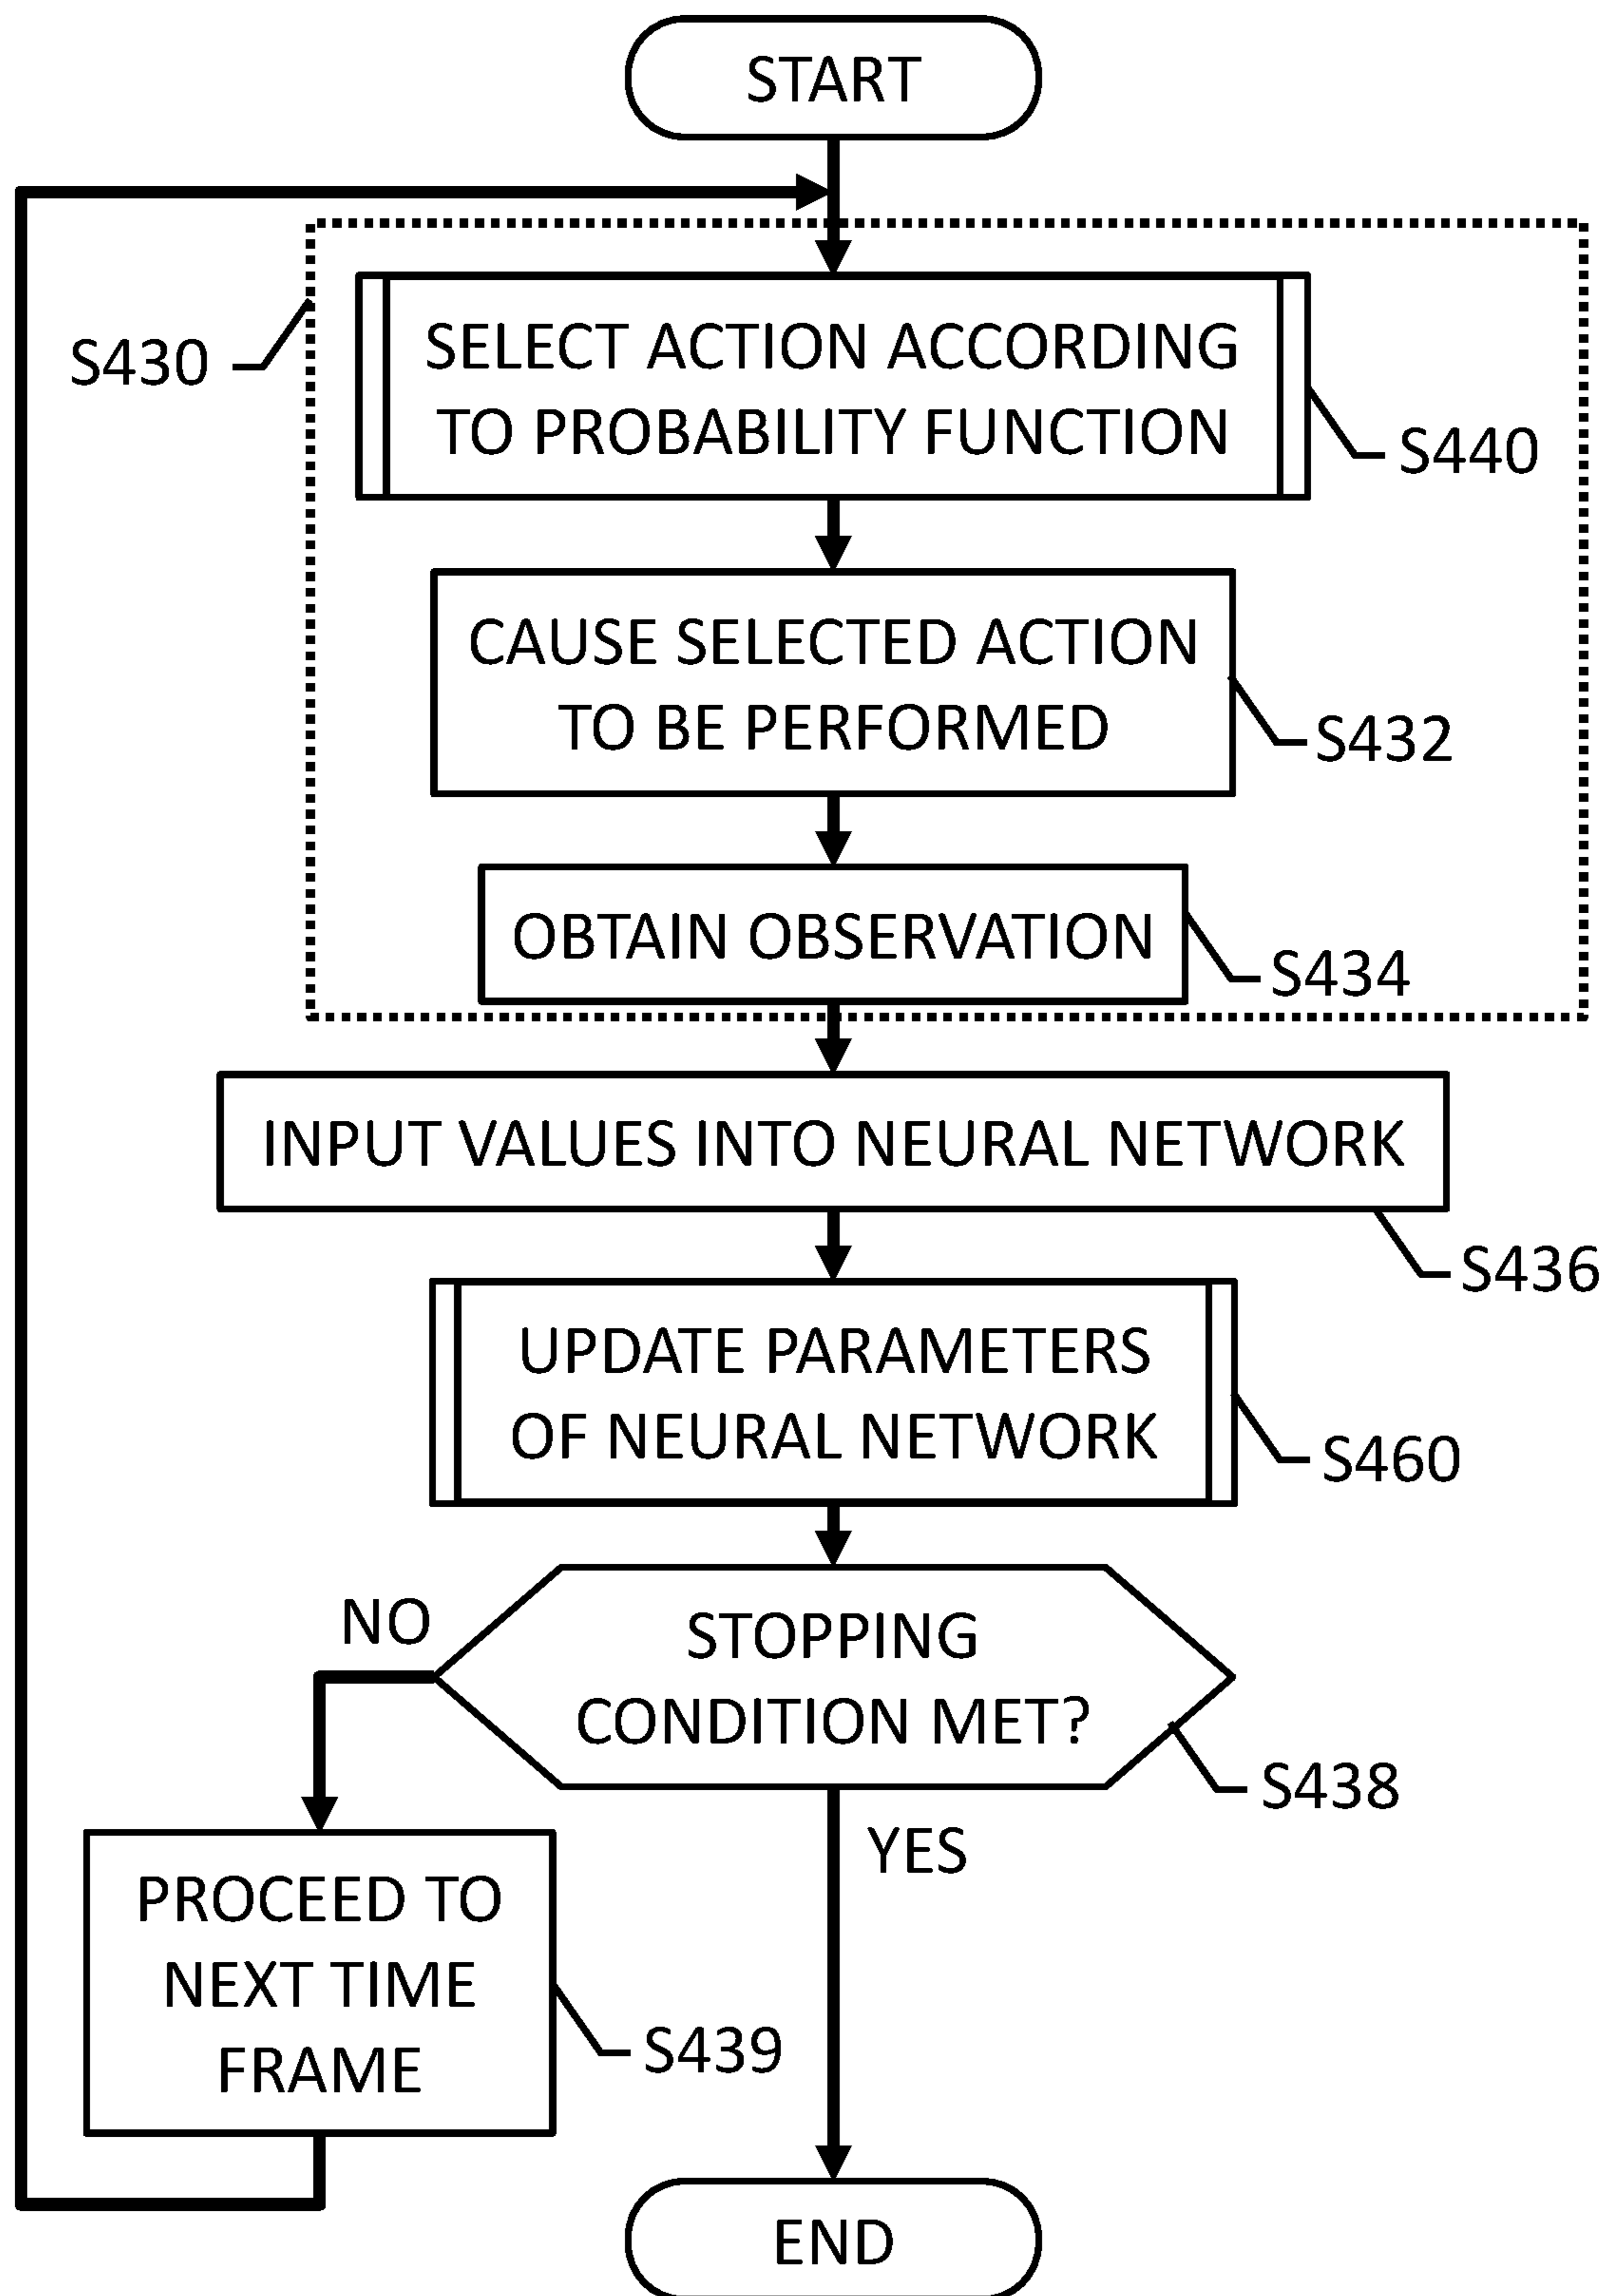 START
S430
SELECT ACTION ACCORDING
TO PROBABILITY FUNCTION
S440
CAUSE SELECTED ACTION
TO BE PERFORMED
S432
OBTAIN OBSERVATION
S434
INPUT VALUES INTO NEURAL NETWORK
S436
UPDATE PARAMETERS
OF NEURAL NETWORK
S460
NO
STOPPING
CONDITION MET?
S438
YES
PROCEED TO
NEXT TIME
FRAME
S439
END